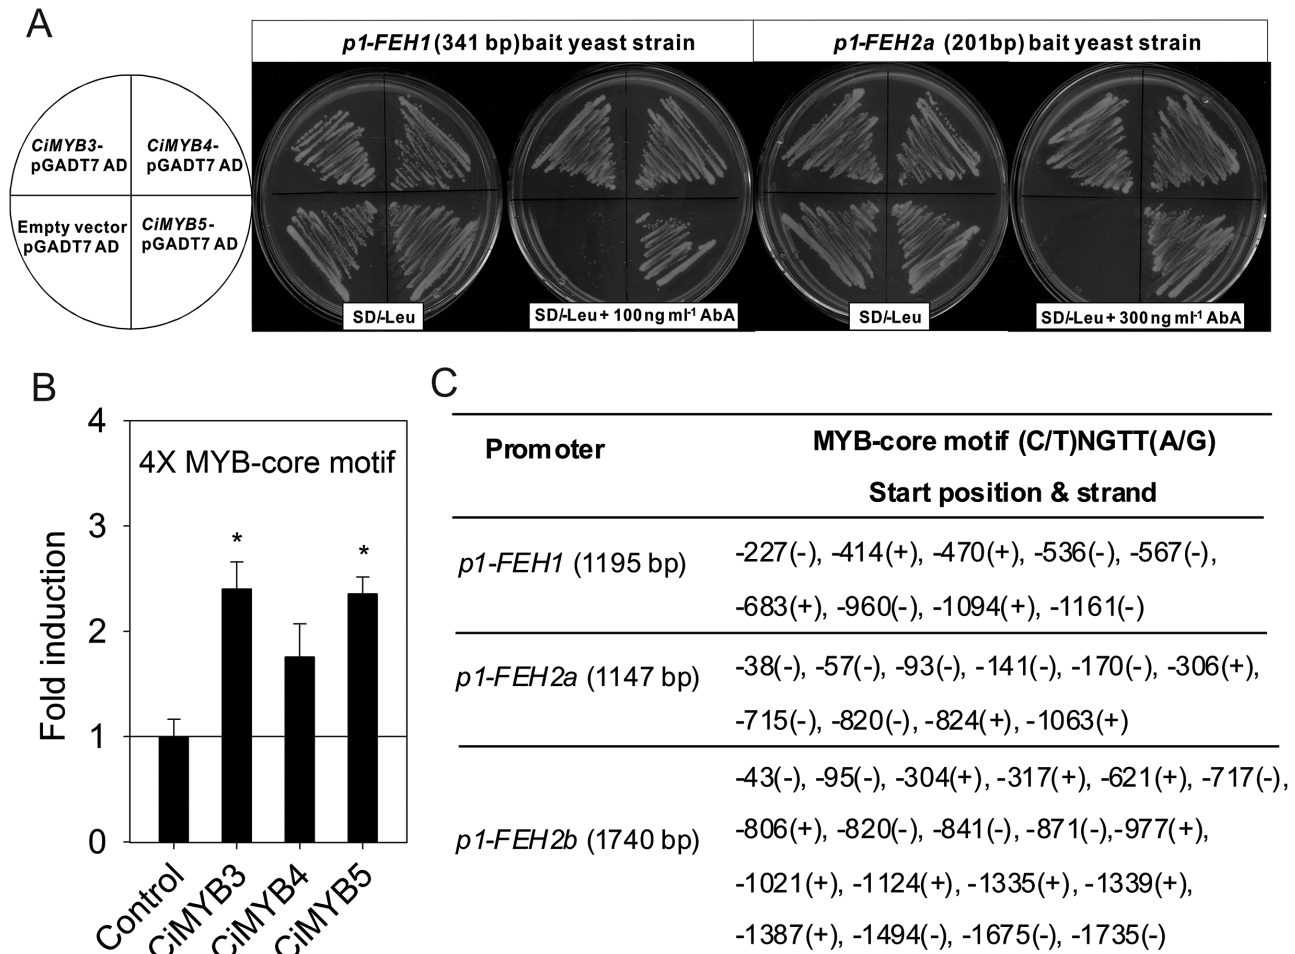 A
p1-FEH1 (341 bp)bait yeast strain
p1-FEH2a (201bp) bait yeast strain
CiMYB3-
pGADT7 AD
CiMYB4-
pGADT7 AD
Empty vector
pGADT7 AD
CiMYB5-
pGADT7 AD
SD/-Leu
SD/-Leu + 100 ng ml-1 AbA
SD/-Leu
SD/-Leu + 300 ng ml-1 AbA
B
4X MYB-core motif
Fold induction
4
3
2
1
0
*
*
Control
CiMYB3
CiMYB4
CiMYB5
C
Promoter
MYB-core motif (C/T)NGTT(A/G)
Start position & strand
p1-FEH1 (1195 bp)
-227(-), -414(+), -470(+), -536(-), -567(-),
-683(+), -960(-), -1094(+), -1161(-)
p1-FEH2a (1147 bp)
-38(-), -57(-), -93(-), -141(-), -170(-), -306(+),
-715(-), -820(-), -824(+), -1063(+)
p1-FEH2b (1740 bp)
-43(-), -95(-), -304(+), -317(+), -621(+), -717(-),
-806(+), -820(-), -841(-), -871(-),-977(+),
-1021(+), -1124(+), -1335(+), -1339(+),
-1387(+), -1494(-), -1675(-), -1735(-)